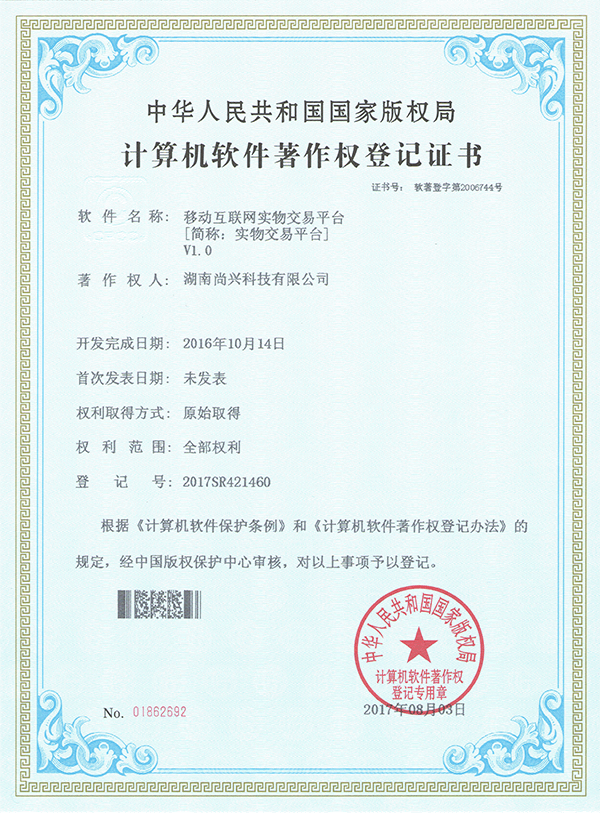 中华人民共和国国家版权局
计算机软件著作权登记证书
证书号： 软著登字第2006744号
软件名称： 移动互联网实物交易平台
[简称：实物交易平台]
V1.0
著作权人： 湖南尚兴科技有限公司
开发完成日期： 2016年10月14日
首次发表日期： 未发表
权利取得方式： 原始取得
权利范围： 全部权利
登记号： 2017SR421460
根据《计算机软件保护条例》和《计算机软件著作权登记办法》的
规定，经中国版权保护中心审核，对以上事项予以登记。
中华人民共和国国家版权局
计算机软件著作权
登记专用章
No. 01862692
2017年08月03日